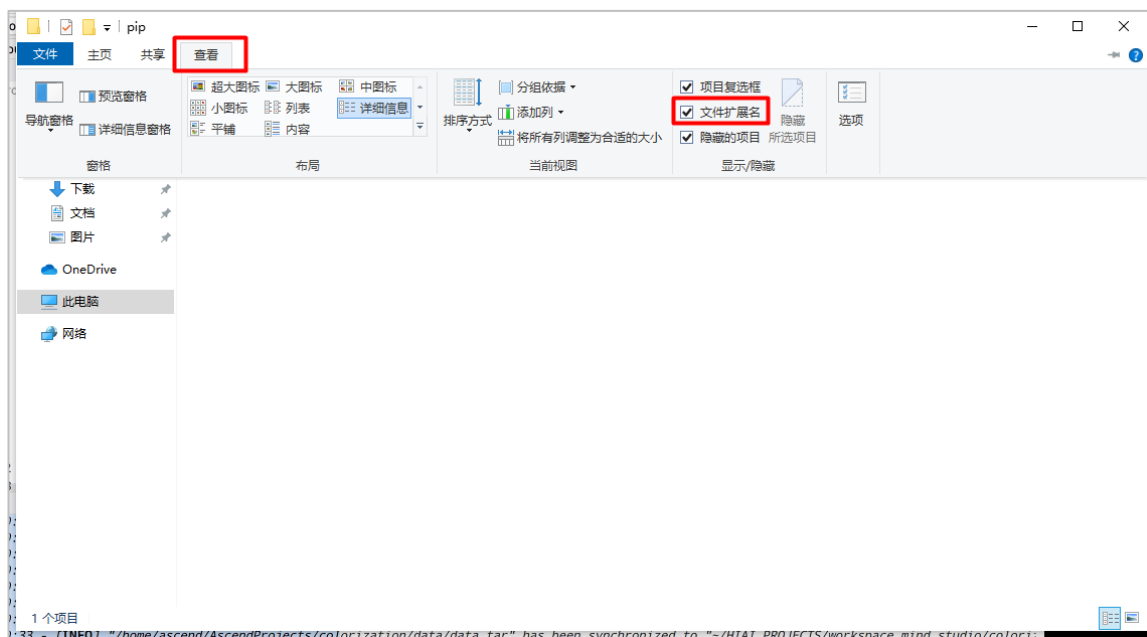 pip
文件 主页 共享 查看
预览窗格 超大图标 大图标 中图标 分组依据 项目复选框
小图标 列表 详细信息 添加列 文件扩展名
导航窗格 详细信息窗格 平铺 内容 排序方式 将所有列调整为合适的大小 隐藏的项目 隐藏 所选项目 选项
窗格 布局 当前视图 显示/隐藏
下载
文档
图片
OneDrive
此电脑
网络
1 个项目
:33 - [INFO] "/home/ascend/AscendProjects/colorization/data/data.tar" has been synchronized to "~/HIAI_PROJECTS/workspace_mind_studio/colori